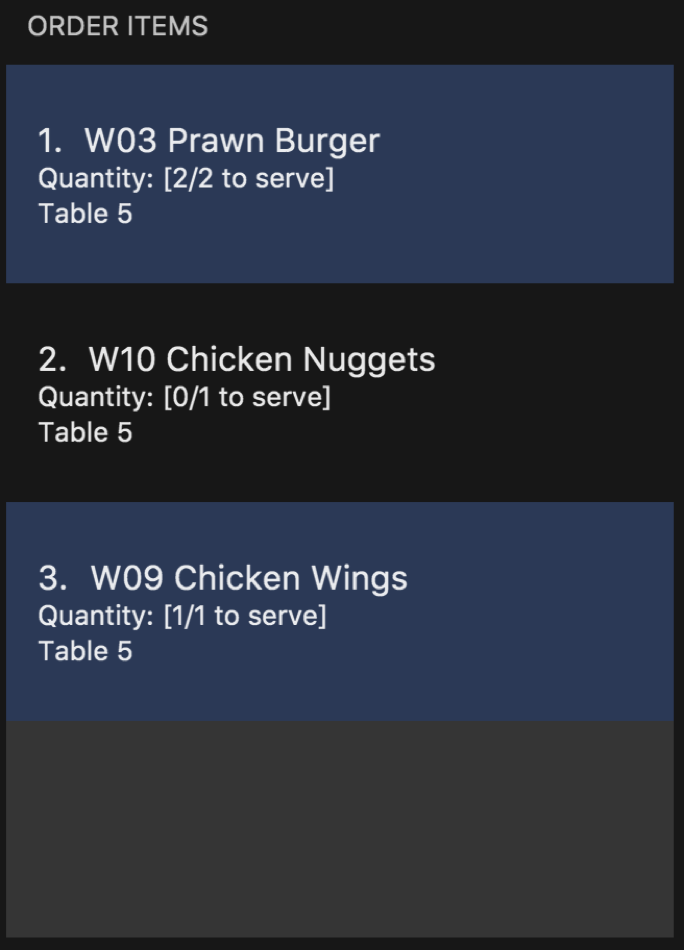 ORDER ITEMS
1. W03 Prawn Burger
Quantity: [2/2 to serve]
Table 5
2. W10 Chicken Nuggets
Quantity: [0/1 to serve]
Table 5
3. W09 Chicken Wings
Quantity: [1/1 to serve]
Table 5